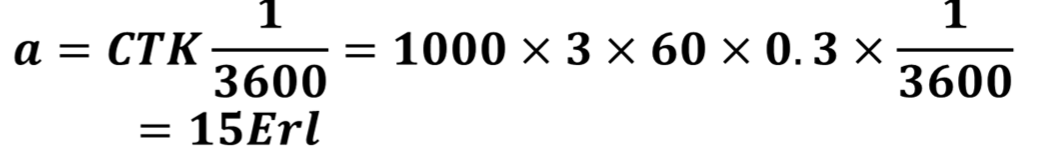 a = CTK 1/3600 = 1000 × 3 × 60 × 0.3 × 1/3600
= 15Erl